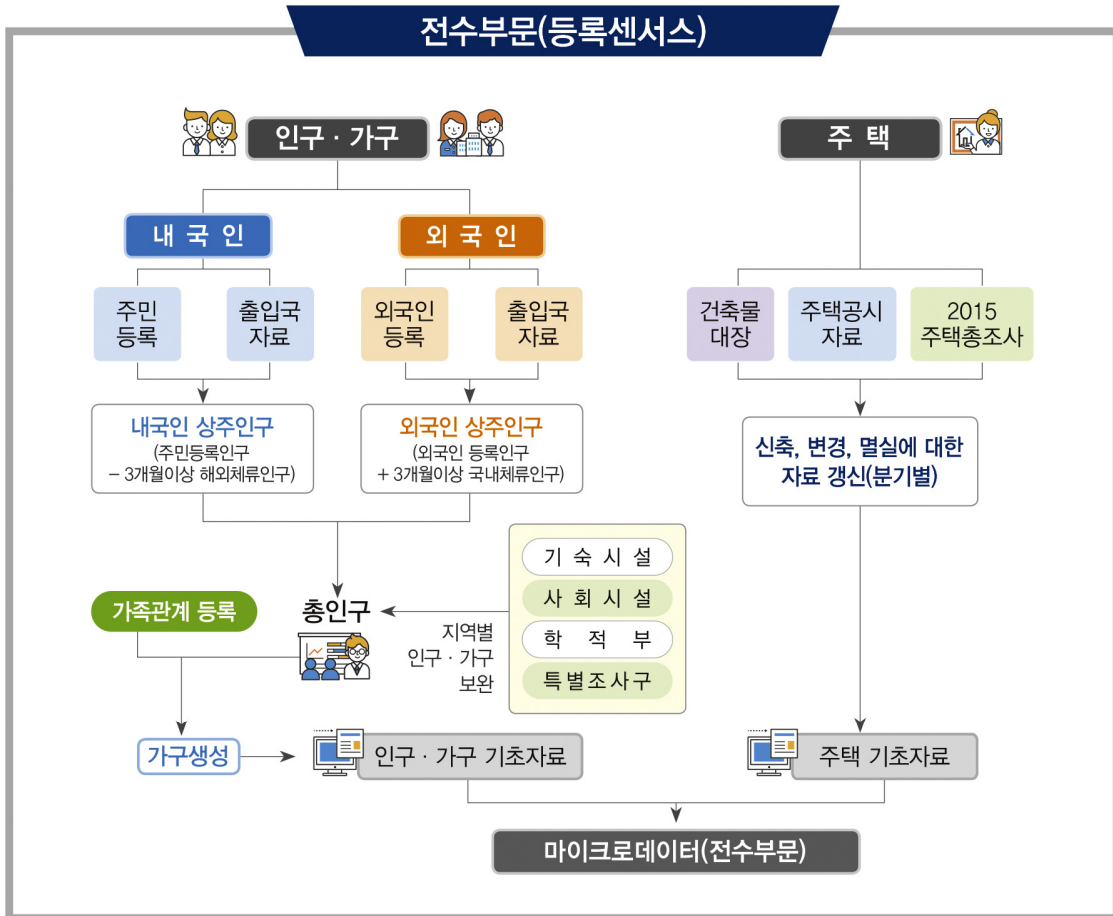 전수부문(등록센서스)
인구 · 가구
주 택
내 국 인
외 국 인
주민
등록
출입국
자료
외국인
등록
출입국
자료
건축물
대장
주택공시
자료
2015
주택총조사
내국인 상주인구
(주민등록인구
– 3개월이상 해외체류인구)
외국인 상주인구
(외국인 등록인구
+ 3개월이상 국내체류인구)
신축, 변경, 멸실에 대한
자료 갱신(분기별)
기 숙 시 설
사 회 시 설
학 적 부
특별조사구
가족관계 등록
총인구
지역별
인구 · 가구
보완
가구생성
인구 · 가구 기초자료
주택 기초자료
마이크로데이터(전수부문)